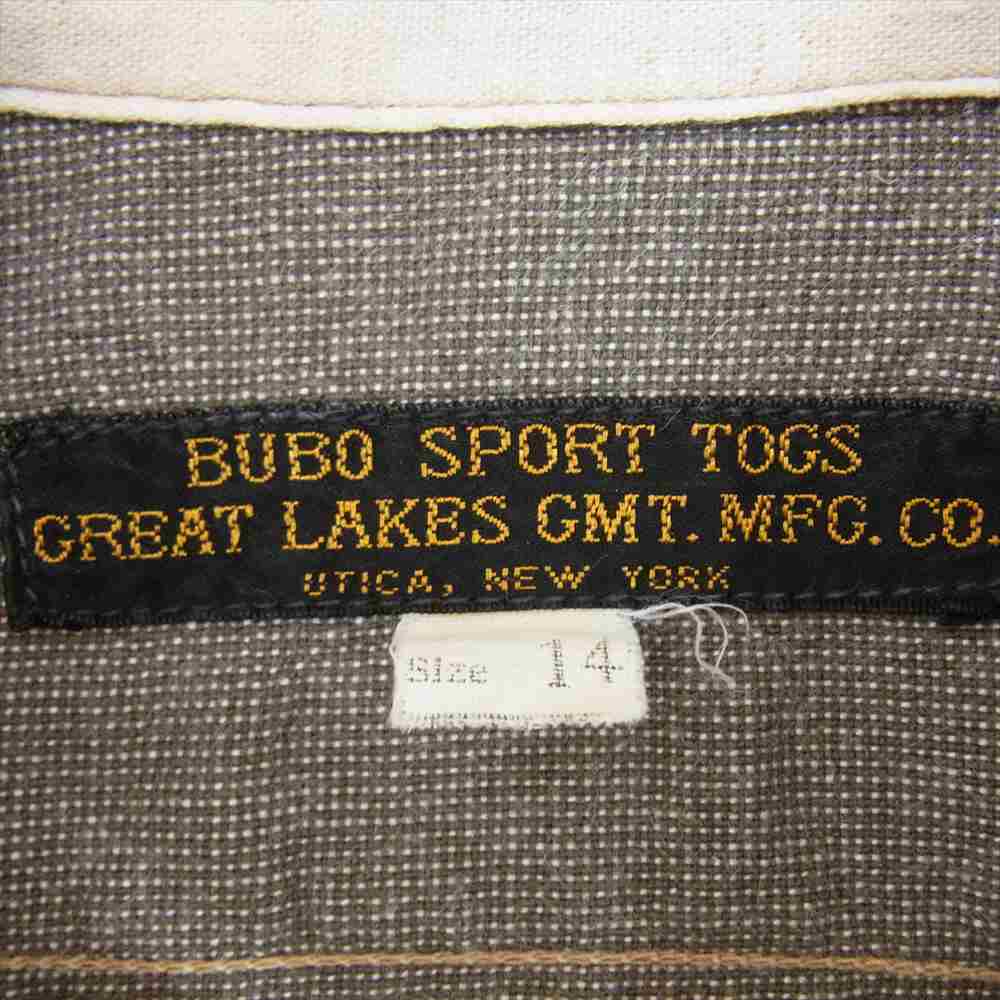 BUBO SPORT TOGS
GREAT LAKES GMT. MFG. CO.
UTICA, NEW YORK
Size 14